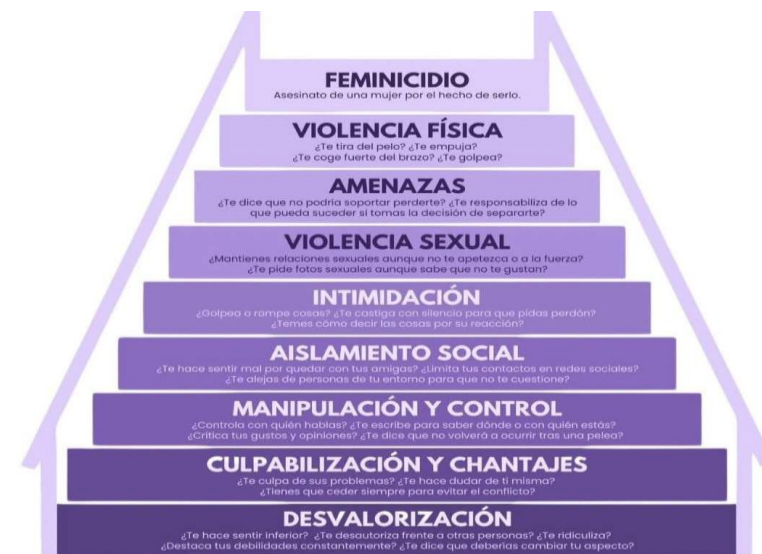 FEMINICIDIO
Asesinato de una mujer por el hecho de serlo.
VIOLENCIA FÍSICA
¿Te tira del pelo? ¿Te empuja?
¿Te coge fuerte del brazo? ¿Te golpea?
AMENAZAS
¿Te dice que no podría soportar perderte? ¿Te responsabiliza de lo
que pueda suceder si tomas la decisión de separarte?
VIOLENCIA SEXUAL
¿Mantienes relaciones sexuales aunque no te apetezca o a la fuerza?
¿Te pide fotos sexuales aunque sabe que no te gustan?
INTIMIDACIÓN
¿Golpea o rompe cosas? ¿Te castiga con silencio para que pidas perdón?
¿Temes cómo decir las cosas por su reacción?
AISLAMIENTO SOCIAL
¿Te hace sentir mal por quedar con tus amigas? ¿Limita tus contactos en redes sociales?
¿Te alejas de personas de tu entorno para que no te cuestione?
MANIPULACIÓN Y CONTROL
¿Controla con quién hablas? ¿Te escribe para saber dónde o con quién estás?
¿Critica tus gustos y opiniones? ¿Te dice que no volverá a ocurrir tras una pelea?
CULPABILIZACIÓN Y CHANTAJES
¿Te culpa de sus problemas? ¿Te hace dudar de ti misma?
¿Tienes que ceder siempre para evitar el conflicto?
DESVALORIZACIÓN
¿Te hace sentir inferior? ¿Te desautoriza frente a otras personas? ¿Te ridiculiza?
¿Destaca tus debilidades constantemente? ¿Te dice que deberías cambiar tu aspecto?